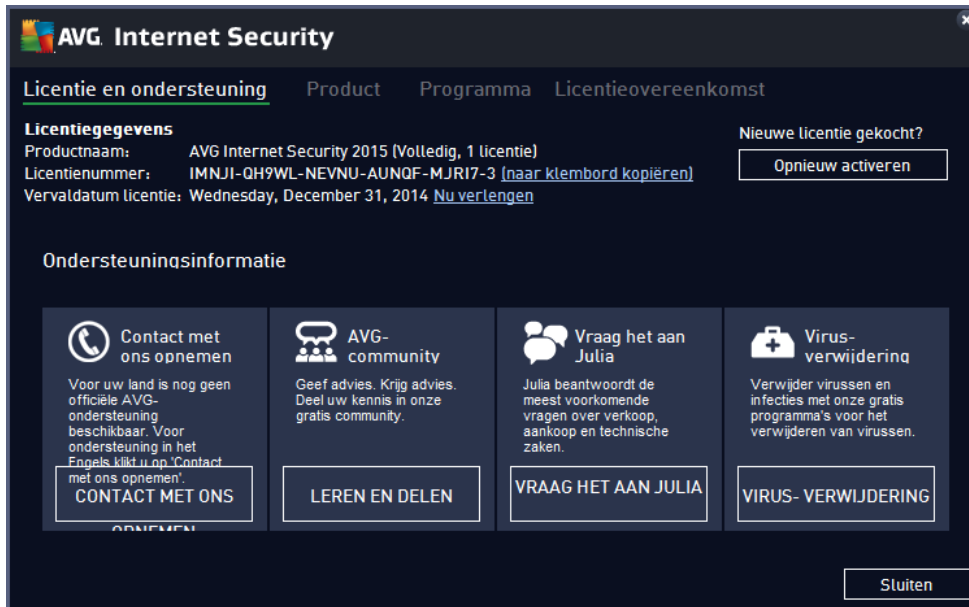 AVG. Internet Security
Licentie en ondersteuning Product Programma Licentieovereenkomst
Licentiegegevens
Productnaam: AVG Internet Security 2015 (Volledig, 1 licentie)
Licentienummer: IMNJI-QH9WL-NEVNU-AUNQF-MJRI7-3 (naar klembord kopiëren)
Vervaldatum licentie: Wednesday, December 31, 2014 Nu verlengen
Nieuwe licentie gekocht?
Opnieuw activeren
Ondersteuningsinformatie
Contact met
ons opnemen
Voor uw land is nog geen
officiële AVG-
ondersteuning
beschikbaar. Voor
ondersteuning in het
Engels klikt u op 'Contact
met ons opnemen'.
CONTACT MET ONS
OPNEMEN
AVG-
community
Geef advies. Krijg advies.
Deel uw kennis in onze
gratis community.
LEREN EN DELEN
Vraag het aan
Julia
Julia beantwoordt de
meest voorkomende
vragen over verkoop,
aankoop en technische
zaken.
VRAAG HET AAN JULIA
Virus-
verwijdering
Verwijder virussen en
infecties met onze gratis
programma's voor het
verwijderen van virussen.
VIRUS- VERWIJDERING
Sluiten